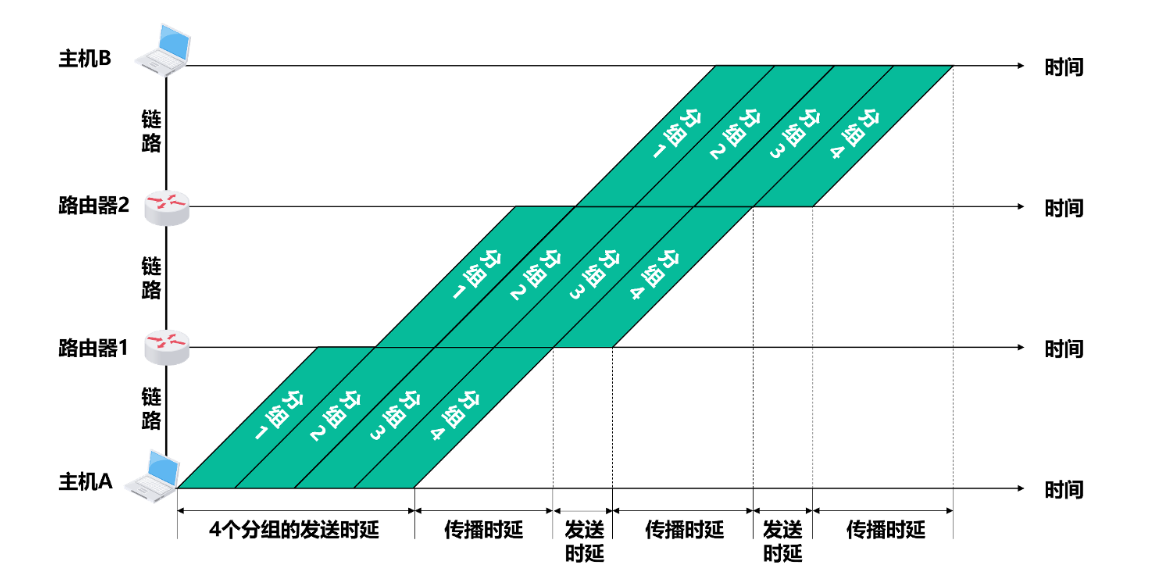 主机B
时间
链
路
分组1
分组2
分组3
分组4
路由器2
时间
链
路
分组1
分组2
分组3
分组4
路由器1
时间
链
路
分组1
分组2
分组3
分组4
主机A
时间
4个分组的发送时延
传播时延
发送
时延
传播时延
发送
时延
传播时延